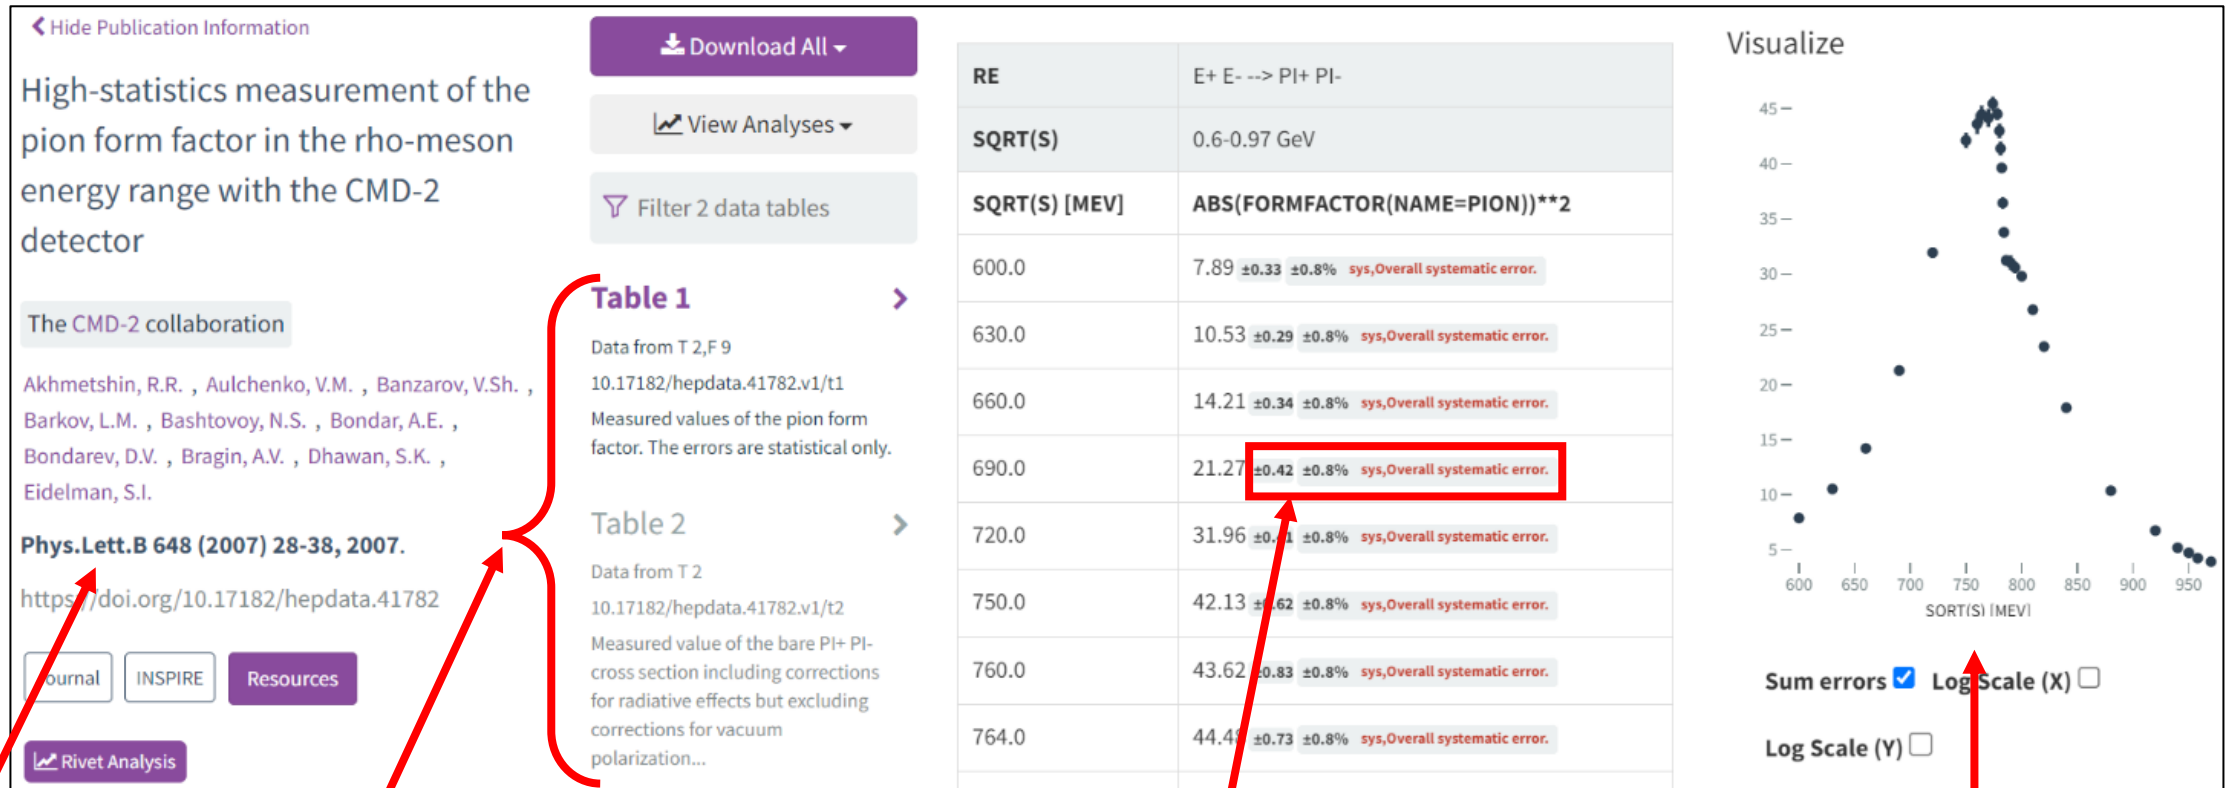 Hide Publication Information
High-statistics measurement of the
pion form factor in the rho-meson
energy range with the CMD-2
detector
The CMD-2 collaboration
Akhmetshin, R.R. , Aulchenko, V.M. , Banzarov, V.Sh. ,
Barkov, L.M. , Bashtovoy, N.S. , Bondar, A.E. ,
Bondarev, D.V. , Bragin, A.V. , Dhawan, S.K. ,
Eidelman, S.I.
Phys.Lett.B 648 (2007) 28-38, 2007.
https://doi.org/10.17182/hepdata.41782
Journal INSPIRE Resources
Rivet Analysis
Download All
View Analyses
Filter 2 data tables
Table 1
Data from T 2,F 9
10.17182/hepdata.41782.v1/t1
Measured values of the pion form
factor. The errors are statistical only.
Table 2
Data from T 2
10.17182/hepdata.41782.v1/t2
Measured value of the bare PI+ PI-
cross section including corrections
for radiative effects but excluding
corrections for vacuum
polarization...
RE E+ E- --> PI+ PI-
SQRT(S) 0.6-0.97 GeV
SQRT(S) [MEV] ABS(FORMFACTOR(NAME=PION))**2
600.0 7.89 ±0.33 ±0.8% sys,Overall systematic error.
630.0 10.53 ±0.29 ±0.8% sys,Overall systematic error.
660.0 14.21 ±0.34 ±0.8% sys,Overall systematic error.
690.0 21.27 ±0.42 ±0.8% sys,Overall systematic error.
720.0 31.96 ±0.8% sys,Overall systematic error.
750.0 42.13 ±0.62 ±0.8% sys,Overall systematic error.
760.0 43.62 ±0.83 ±0.8% sys,Overall systematic error.
764.0 44.48 ±0.73 ±0.8% sys,Overall systematic error.
Visualize
45
40
35
30
25
20
15
10
5
600 650 700 750 800 850 900 950
SQRT(S) [MEV]
Sum errors Log Scale (X)
Log Scale (Y)